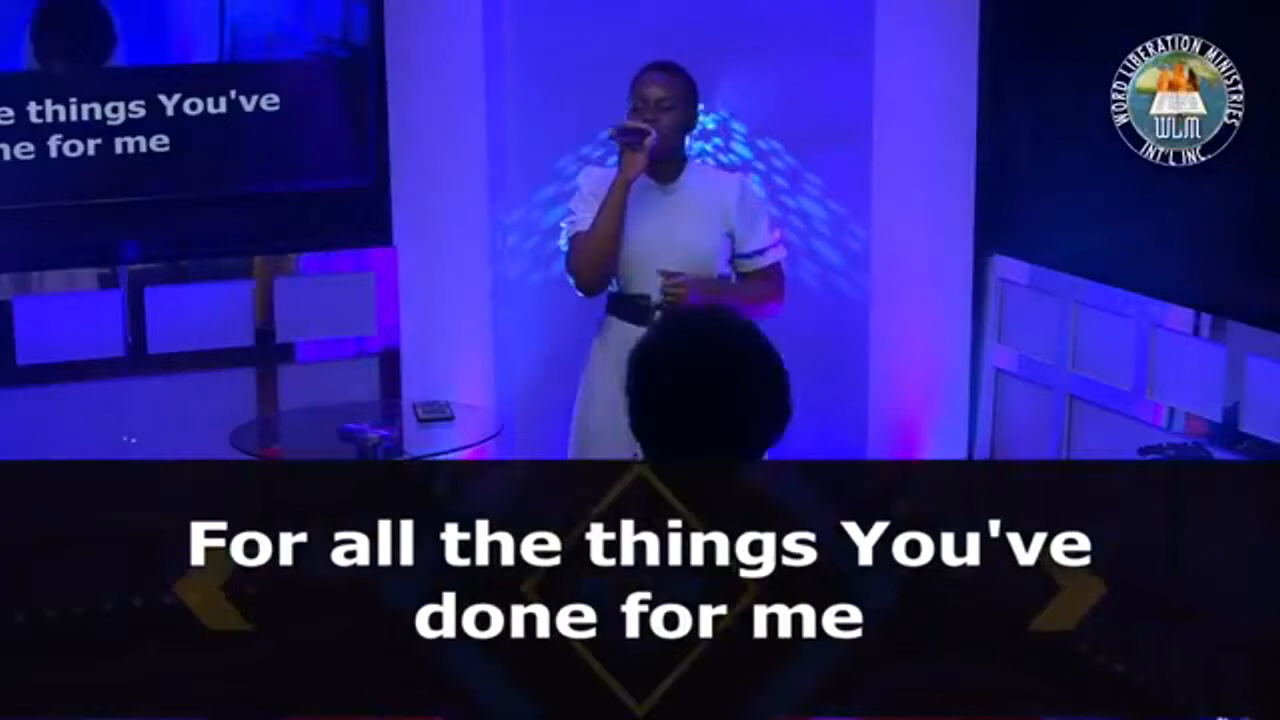 e things You've
ne for me
WORD LIBERATION MINISTRIES
WLM
INT'L INC.
For all the things You've
done for me